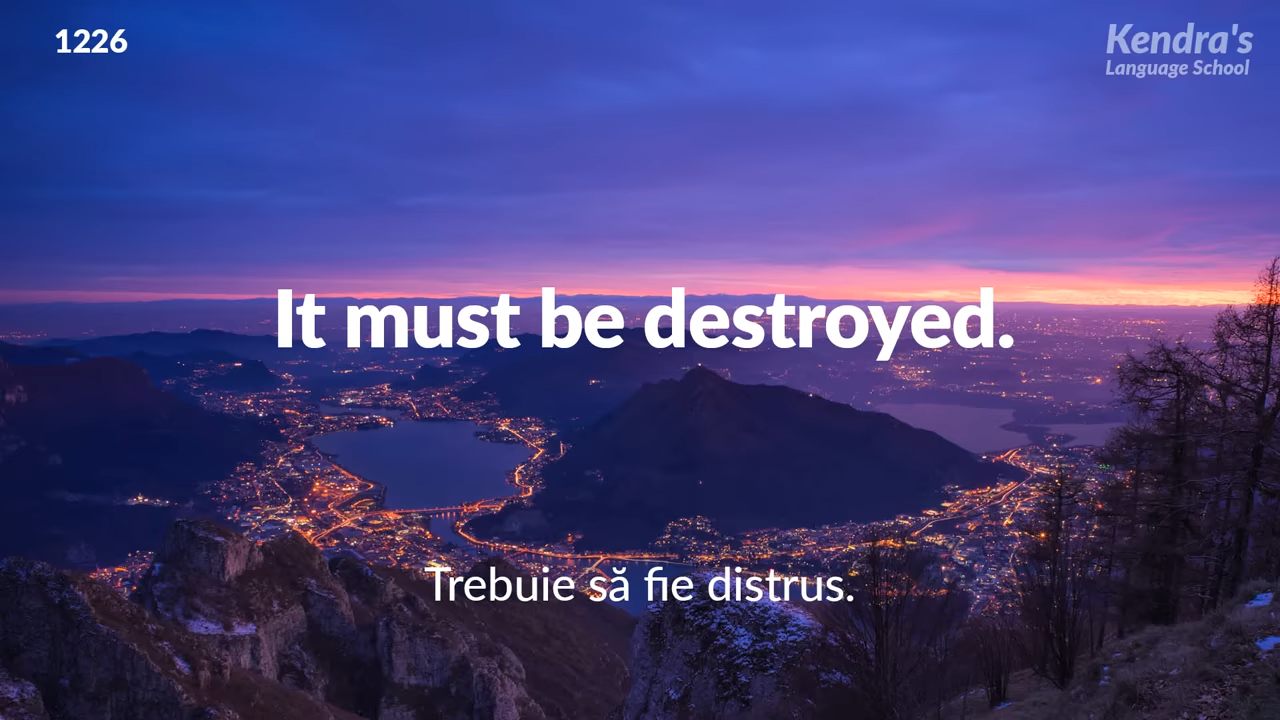 1226
Kendra's
Language School
It must be destroyed.
Trebuie să fie distrus.